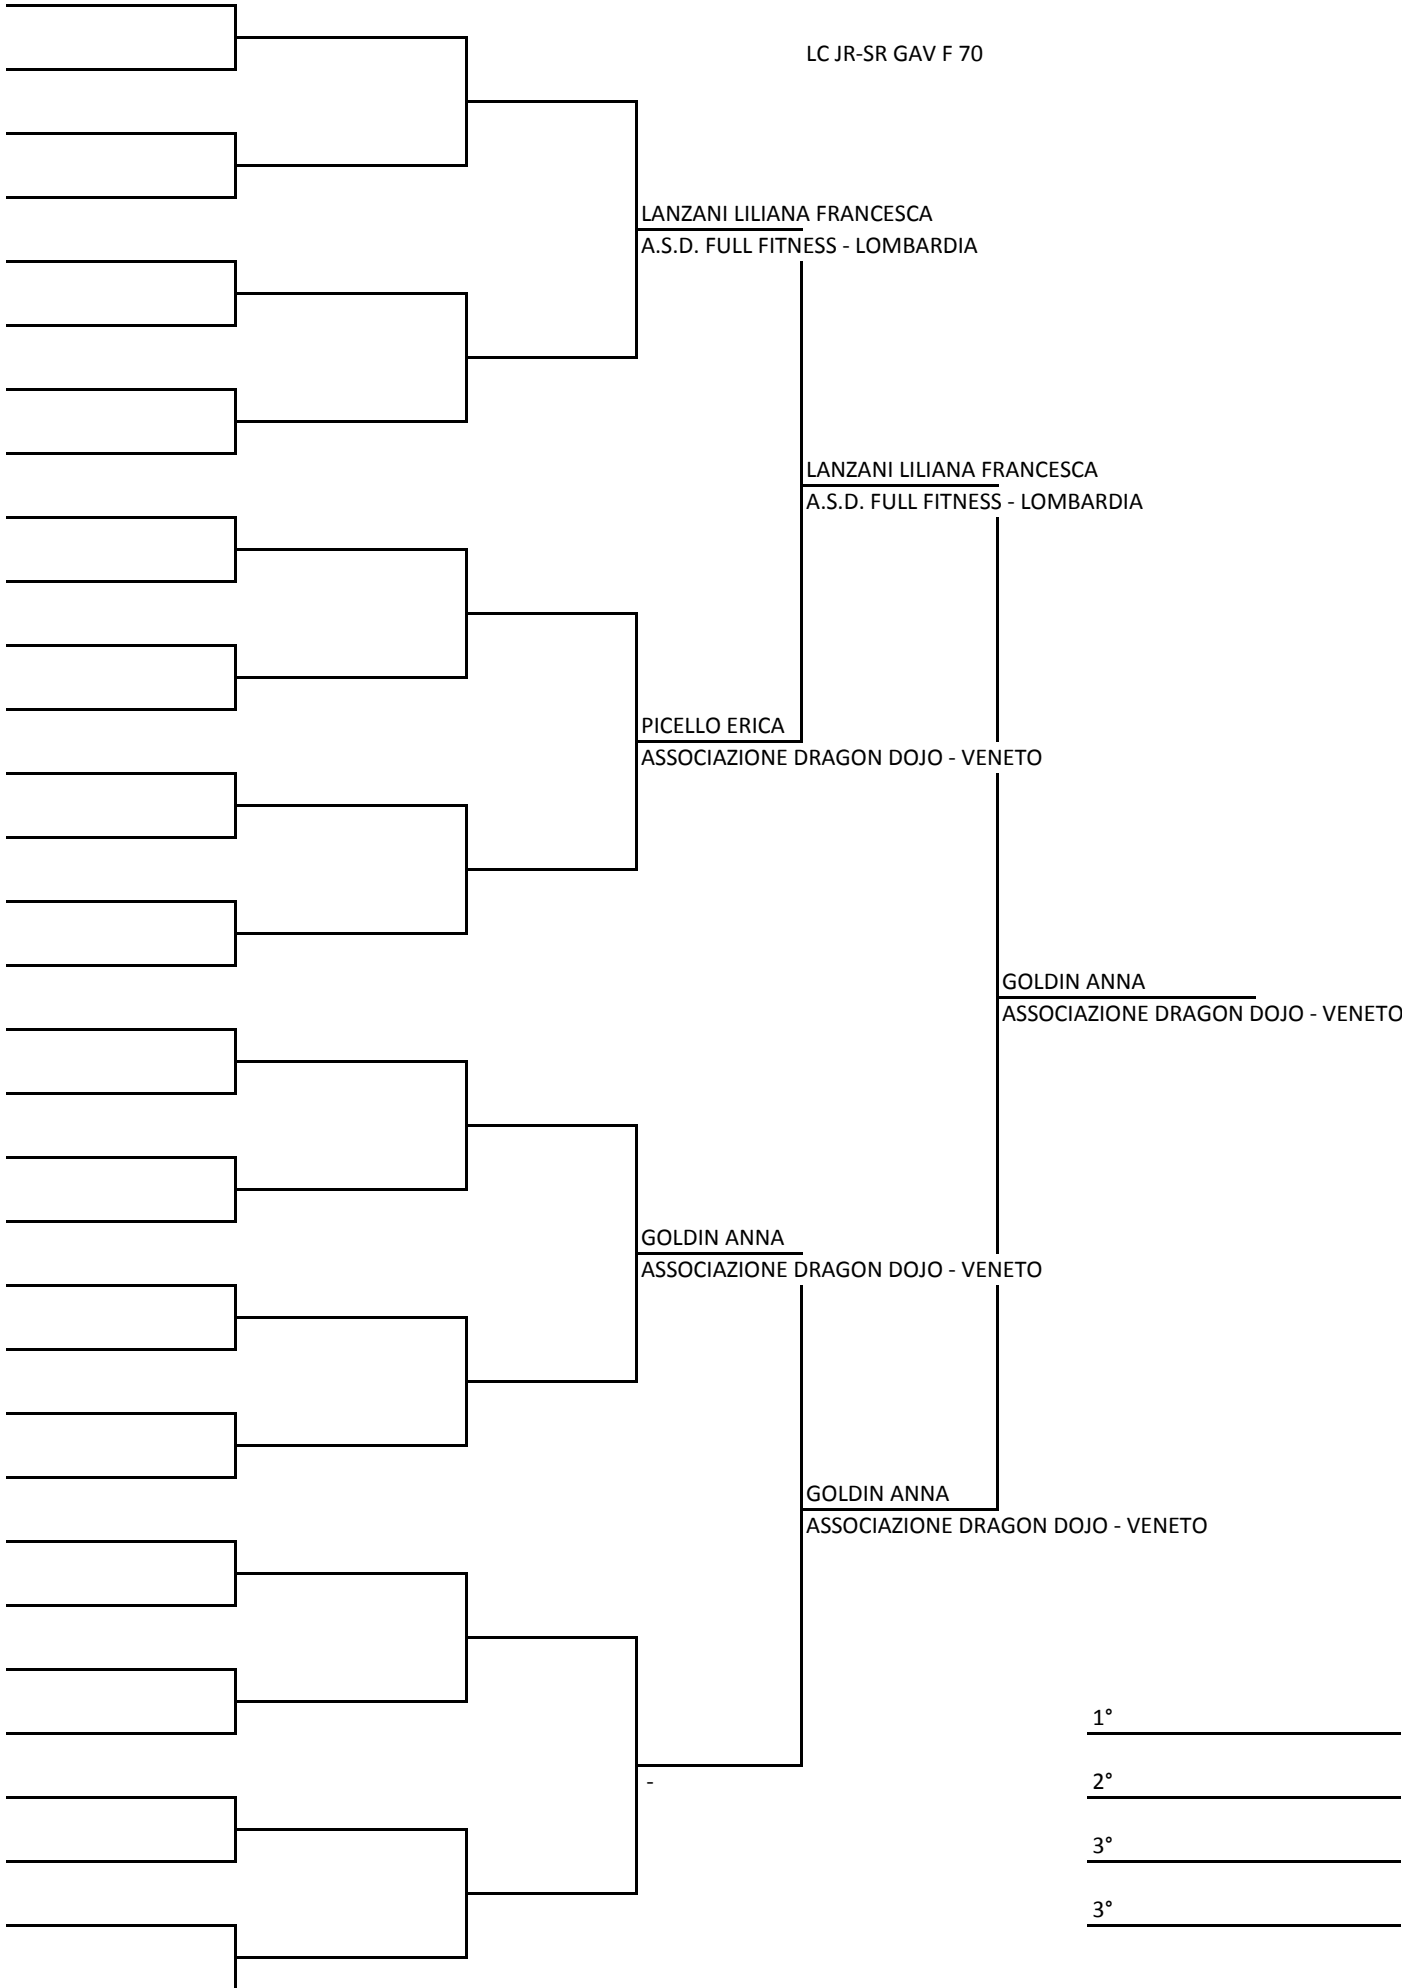 LC JR-SR GAV F 70
LANZANI LILIANA FRANCESCA
A.S.D. FULL FITNESS - LOMBARDIA
LANZANI LILIANA FRANCESCA
A.S.D. FULL FITNESS - LOMBARDIA
PICELLO ERICA
ASSOCIAZIONE DRAGON DOJO - VENETO
GOLDIN ANNA
ASSOCIAZIONE DRAGON DOJO - VENETO
GOLDIN ANNA
ASSOCIAZIONE DRAGON DOJO - VENETO
GOLDIN ANNA
ASSOCIAZIONE DRAGON DOJO - VENETO
1°
-
2°
3°
3°